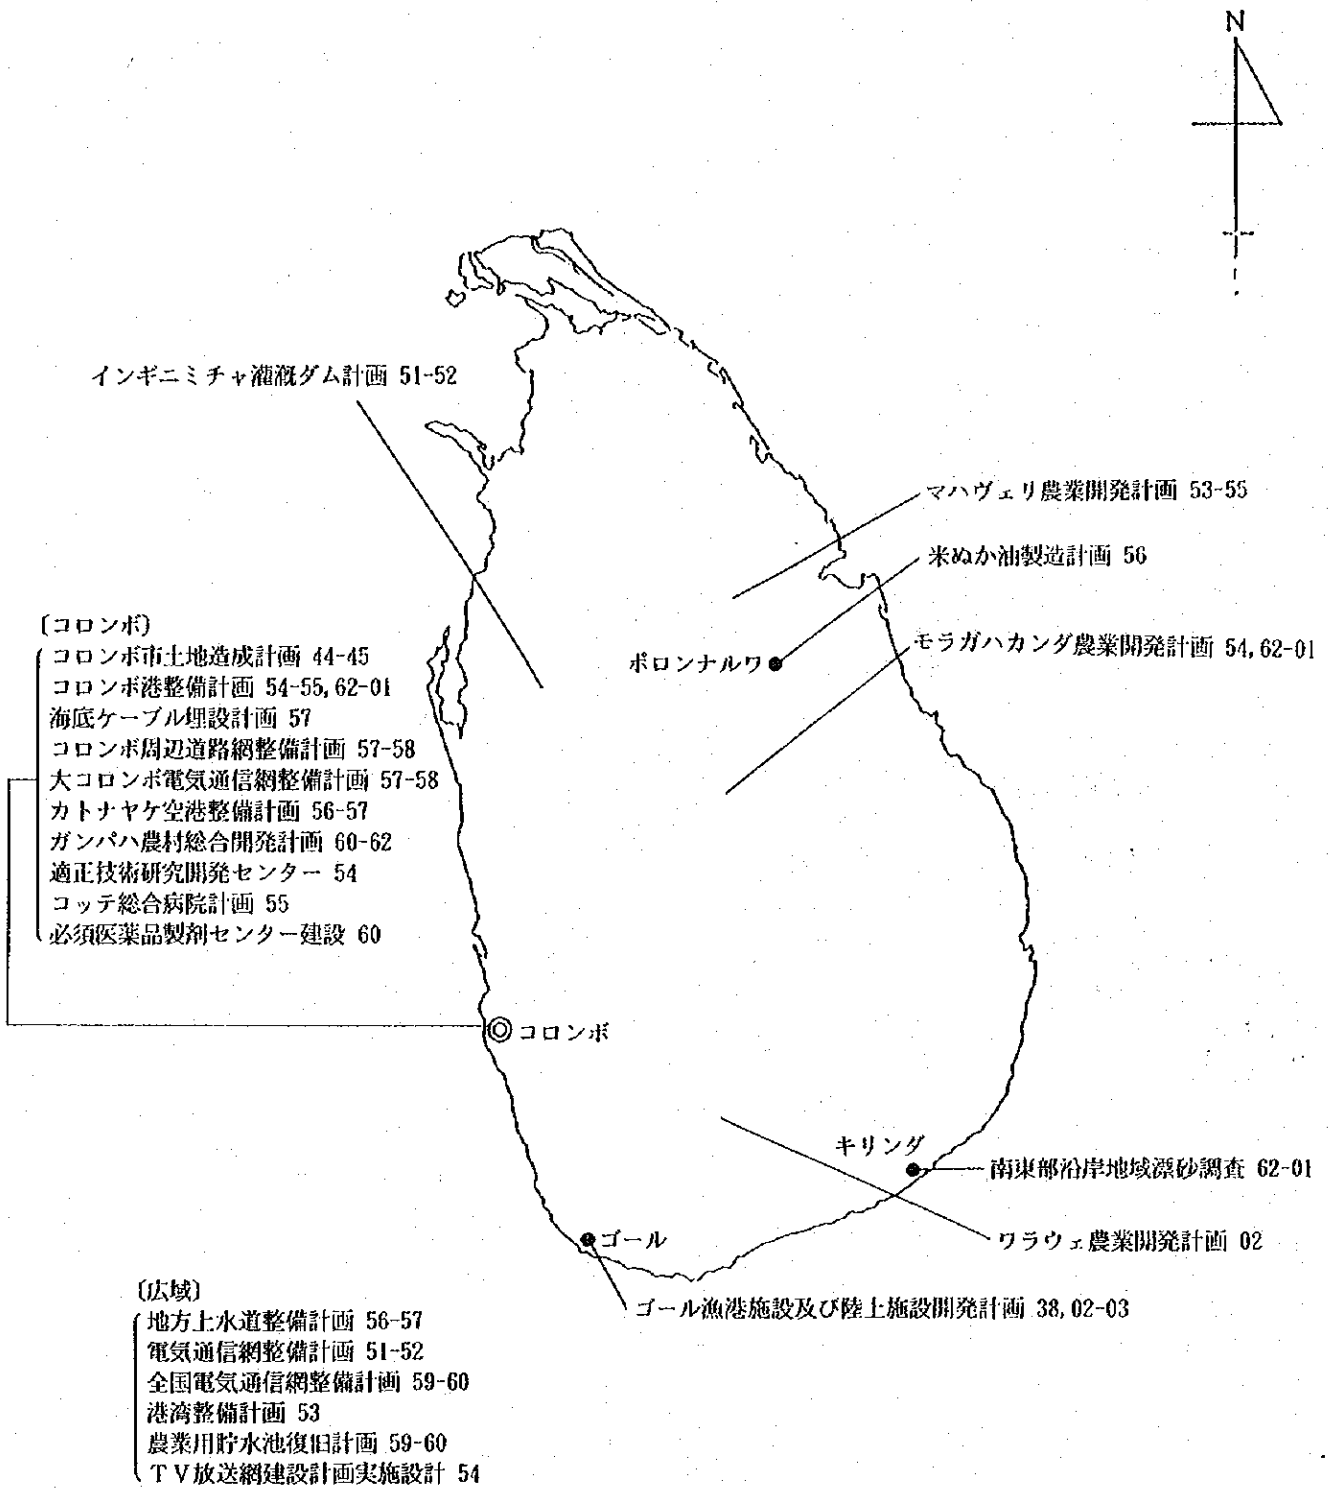 N
インギニミチャ灌漑ダム計画 51-52
マハヴェリ農業開発計画 53-55
米ぬか油製造計画 56
モラガハカンダ農業開発計画 54,62-01
ポロンナルワ
〔コロンボ〕
コロンボ市土地造成計画 44-45
コロンボ港整備計画 54-55,62-01
海底ケーブル埋設計画 57
コロンボ周辺道路網整備計画 57-58
大コロンボ電気通信網整備計画 57-58
カトナヤケ空港整備計画 56-57
ガンパハ農村総合開発計画 60-62
適正技術研究開発センター 54
コッテ総合病院計画 55
必須医薬品製剤センター建設 60
コロンボ
キリンダ
南東部沿岸地域漂砂調査 62-01
ワラウェ農業開発計画 02
ゴール
ゴール漁港施設及び陸上施設開発計画 38,02-03
〔広域〕
地方上水道整備計画 56-57
電気通信網整備計画 51-52
全国電気通信網整備計画 59-60
港湾整備計画 53
農業用貯水池復旧計画 59-60
TV放送網建設計画実施設計 54